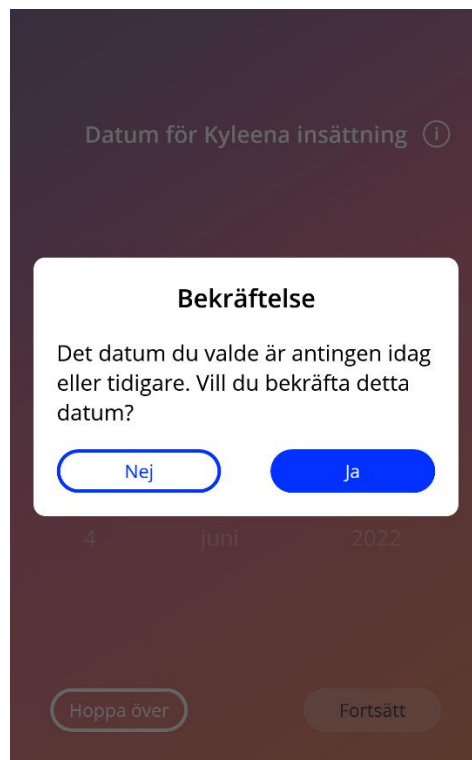 Datum för Kyleena insättning i
Bekräftelse
Det datum du valde är antingen idag
eller tidigare. Vill du bekräfta detta
datum?
Nej Ja
4 juni 2022
Hoppa över Fortsätt